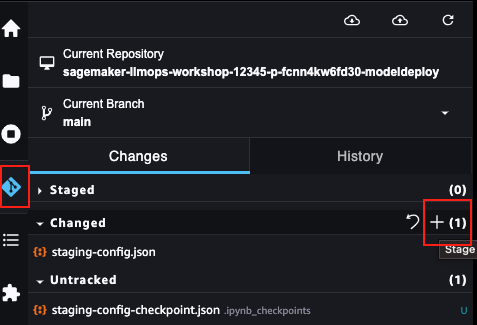 Current Repository
sagemaker-llmops-workshop-12345-p-fcnn4kw6fd30-modeldeploy
Current Branch
main
Changes History
Staged (0)
Changed (1)
Stage
staging-config.json
Untracked (1)
staging-config-checkpoint.json .ipynb_checkpoints U